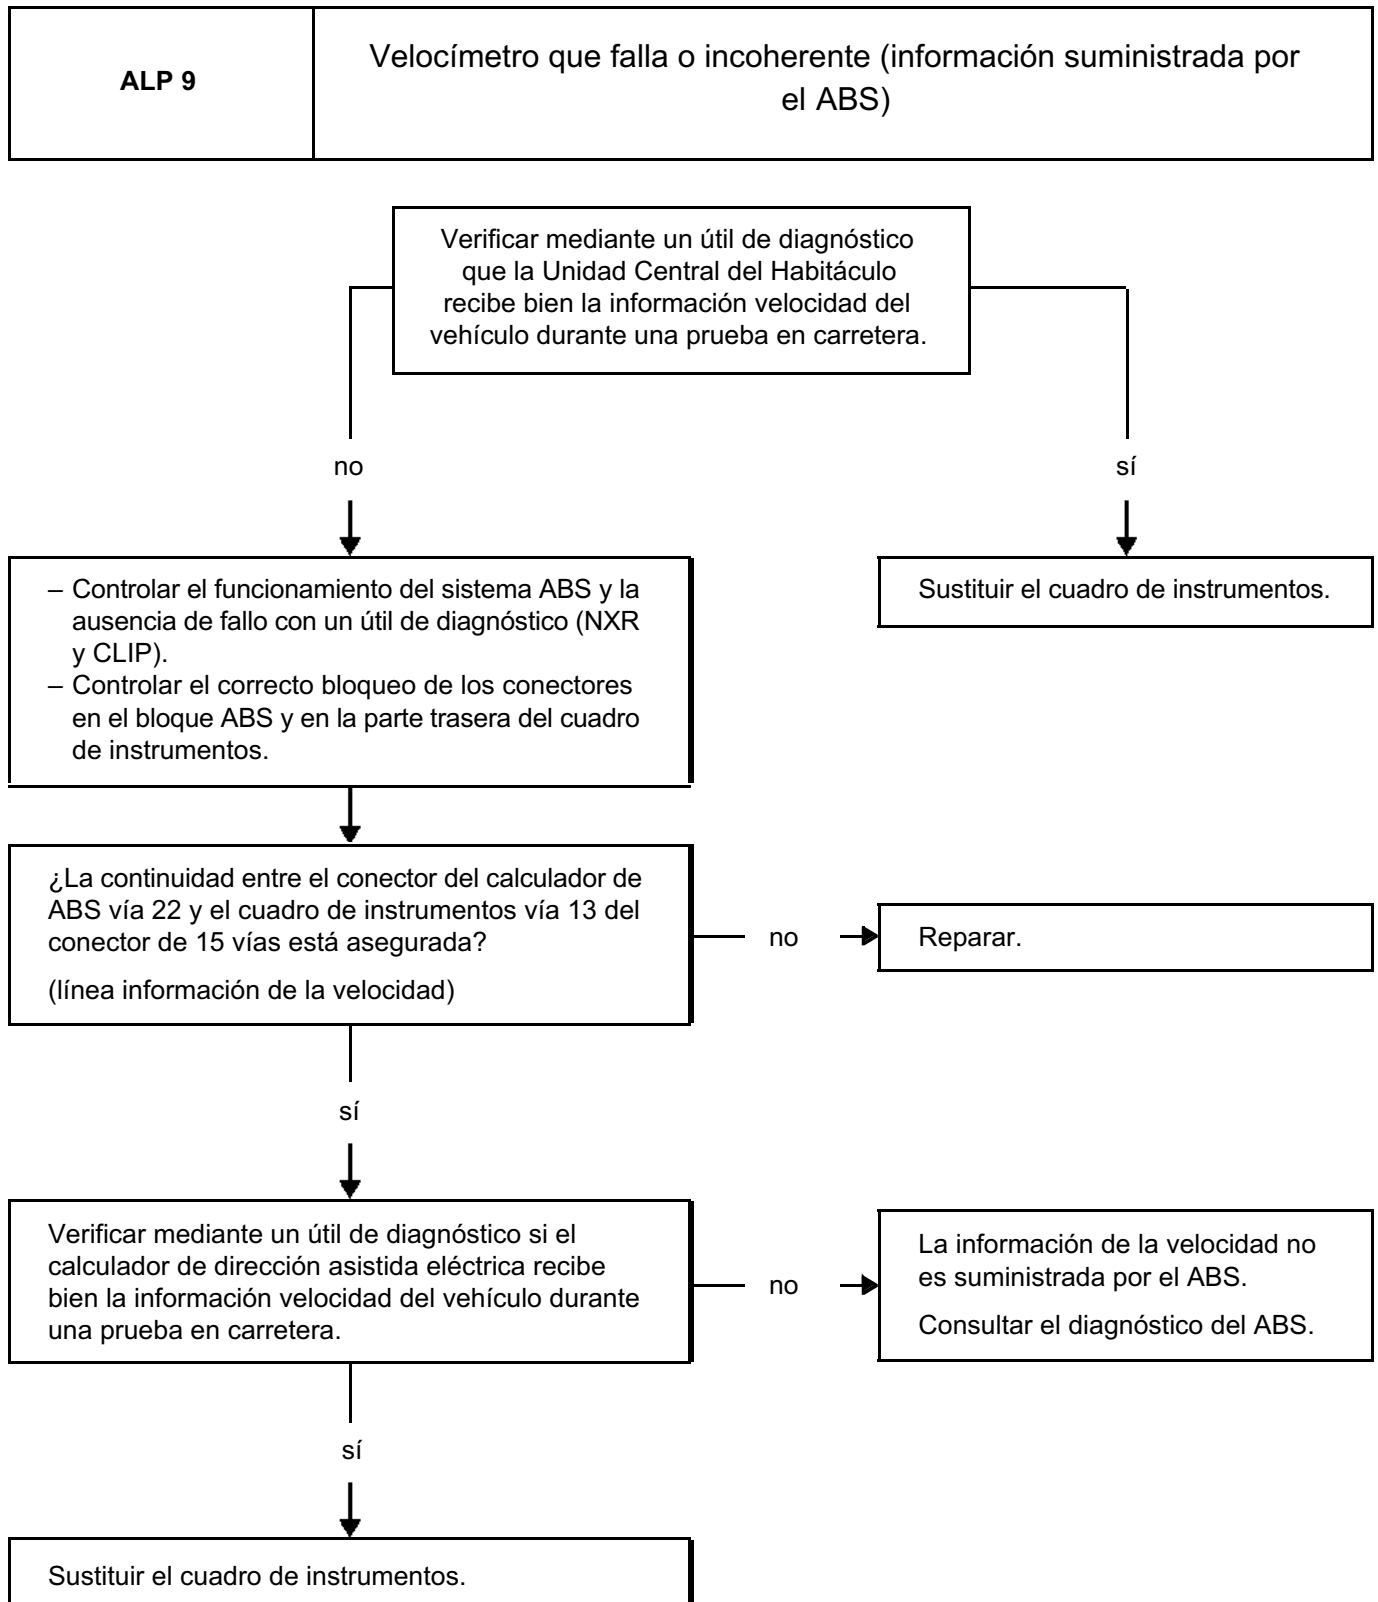 ALP 9
Velocímetro que falla o incoherente (información suministrada por
el ABS)
Verificar mediante un útil de diagnóstico
que la Unidad Central del Habitáculo
recibe bien la información velocidad del
vehículo durante una prueba en carretera.
no
sí
– Controlar el funcionamiento del sistema ABS y la
ausencia de fallo con un útil de diagnóstico (NXR
y CLIP).
– Controlar el correcto bloqueo de los conectores
en el bloque ABS y en la parte trasera del cuadro
de instrumentos.
Sustituir el cuadro de instrumentos.
¿La continuidad entre el conector del calculador de
ABS vía 22 y el cuadro de instrumentos vía 13 del
conector de 15 vías está asegurada?
(línea información de la velocidad)
no
Reparar.
sí
Verificar mediante un útil de diagnóstico si el
calculador de dirección asistida eléctrica recibe
bien la información velocidad del vehículo durante
una prueba en carretera.
no
La información de la velocidad no
es suministrada por el ABS.
Consultar el diagnóstico del ABS.
sí
Sustituir el cuadro de instrumentos.